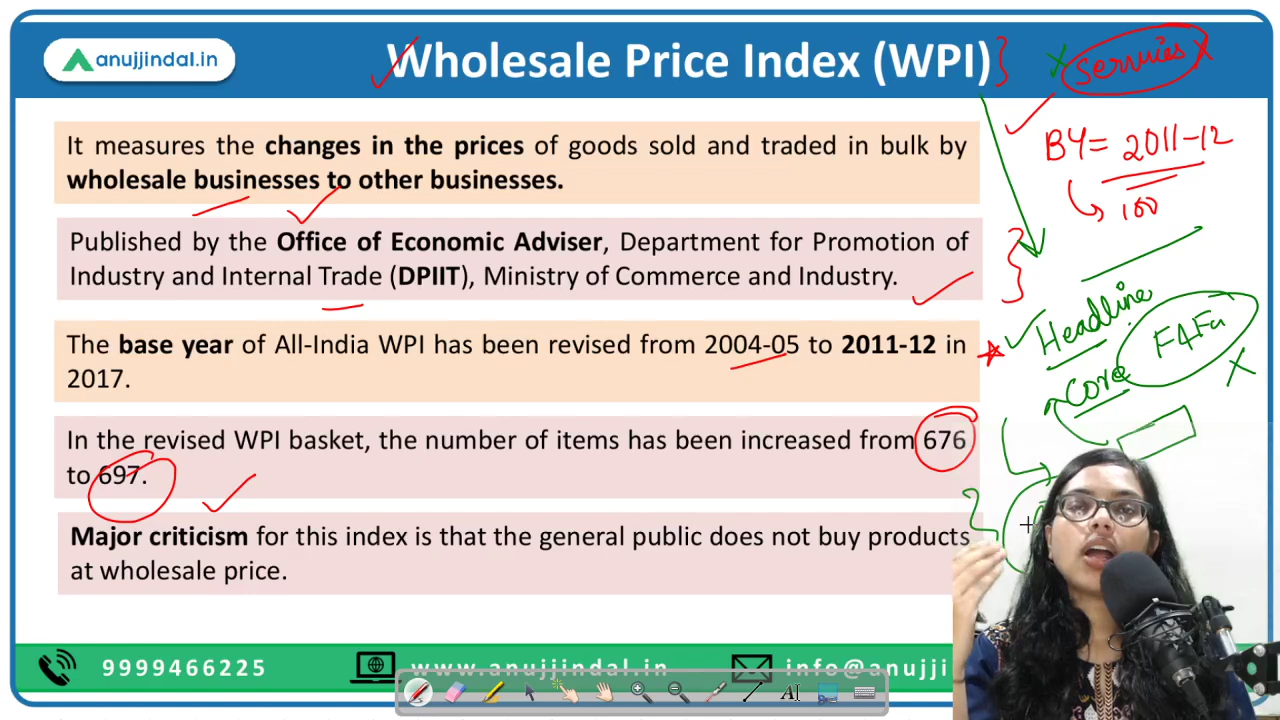 anujjindal.in
Wholesale Price Index (WPI)
services
BY= 2011-12
100
It measures the changes in the prices of goods sold and traded in bulk by
wholesale businesses to other businesses.
Published by the Office of Economic Adviser, Department for Promotion of
Industry and Internal Trade (DPIIT), Ministry of Commerce and Industry.
Headline
F4Fu
Core
The base year of All-India WPI has been revised from 2004-05 to 2011-12 in
2017.
In the revised WPI basket, the number of items has been increased from 676
to 697.
Major criticism for this index is that the general public does not buy products
at wholesale price.
9999466225
www.anujjindal.in
info@anujji
AI